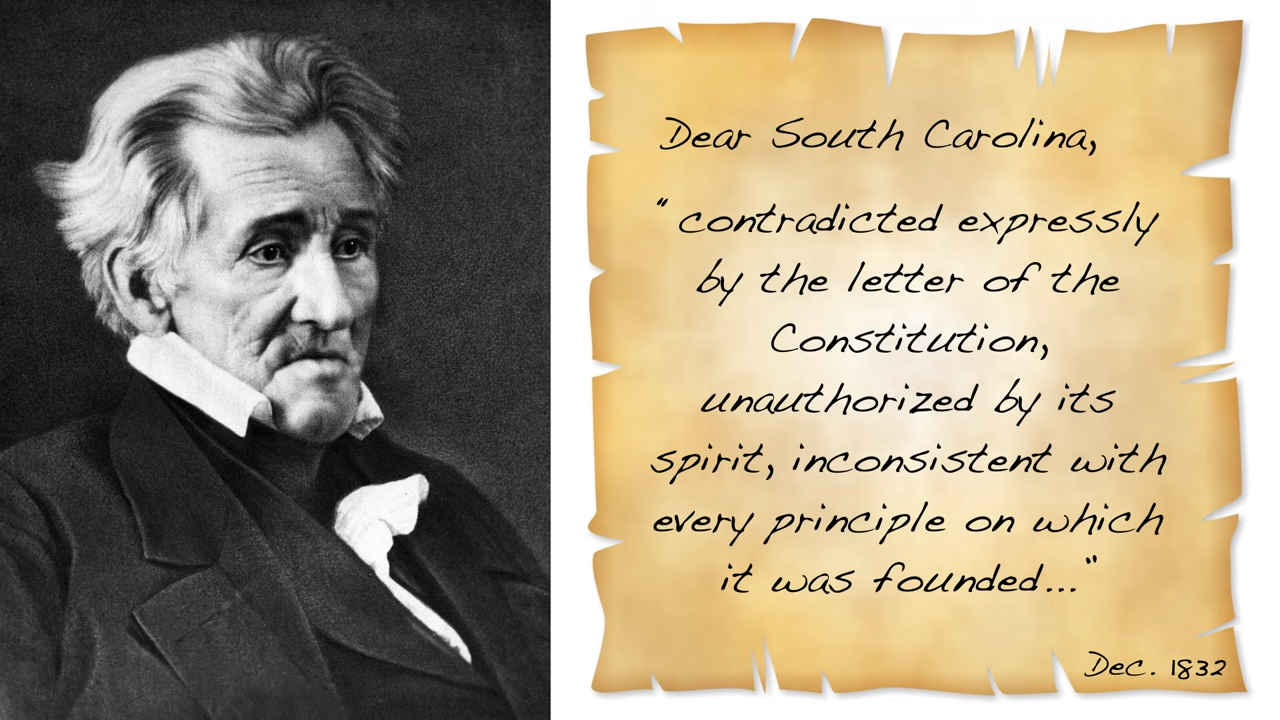 Dear South Carolina,
"contradicted expressly
by the letter of the
Constitution,
unauthorized by its
spirit, inconsistent with
every principle on which
it was founded..."
Dec. 1832